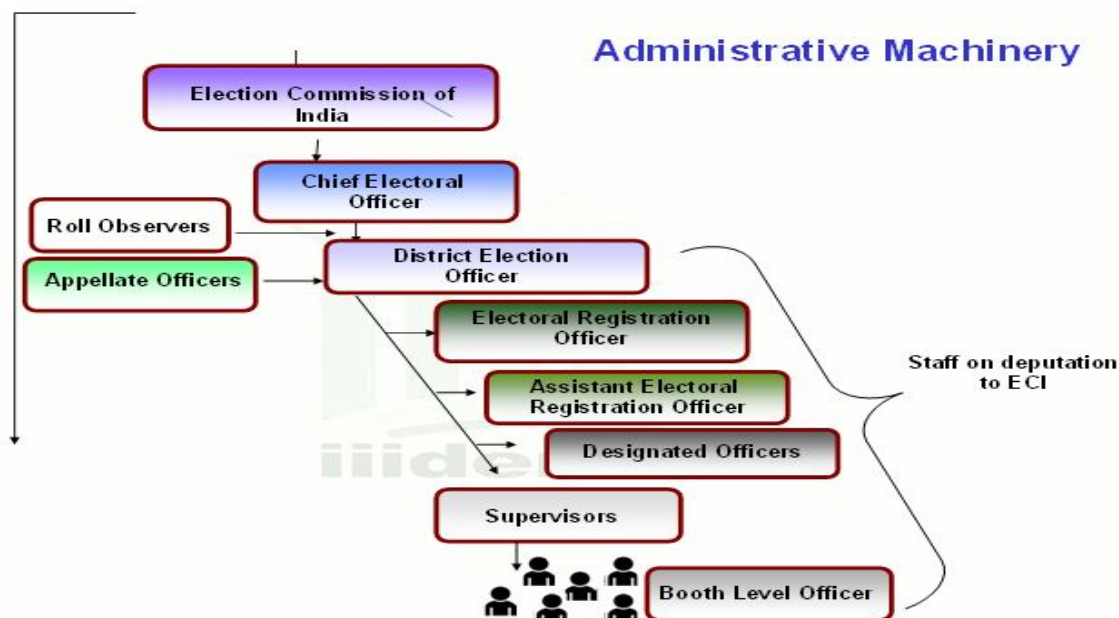 Administrative Machinery
Election Commission of
India
Chief Electoral
Officer
Roll Observers
District Election
Officer
Appellate Officers
Electoral Registration
Officer
Staff on deputation
to ECI
Assistant Electoral
Registration Officer
Designated Officers
Supervisors
Booth Level Officer